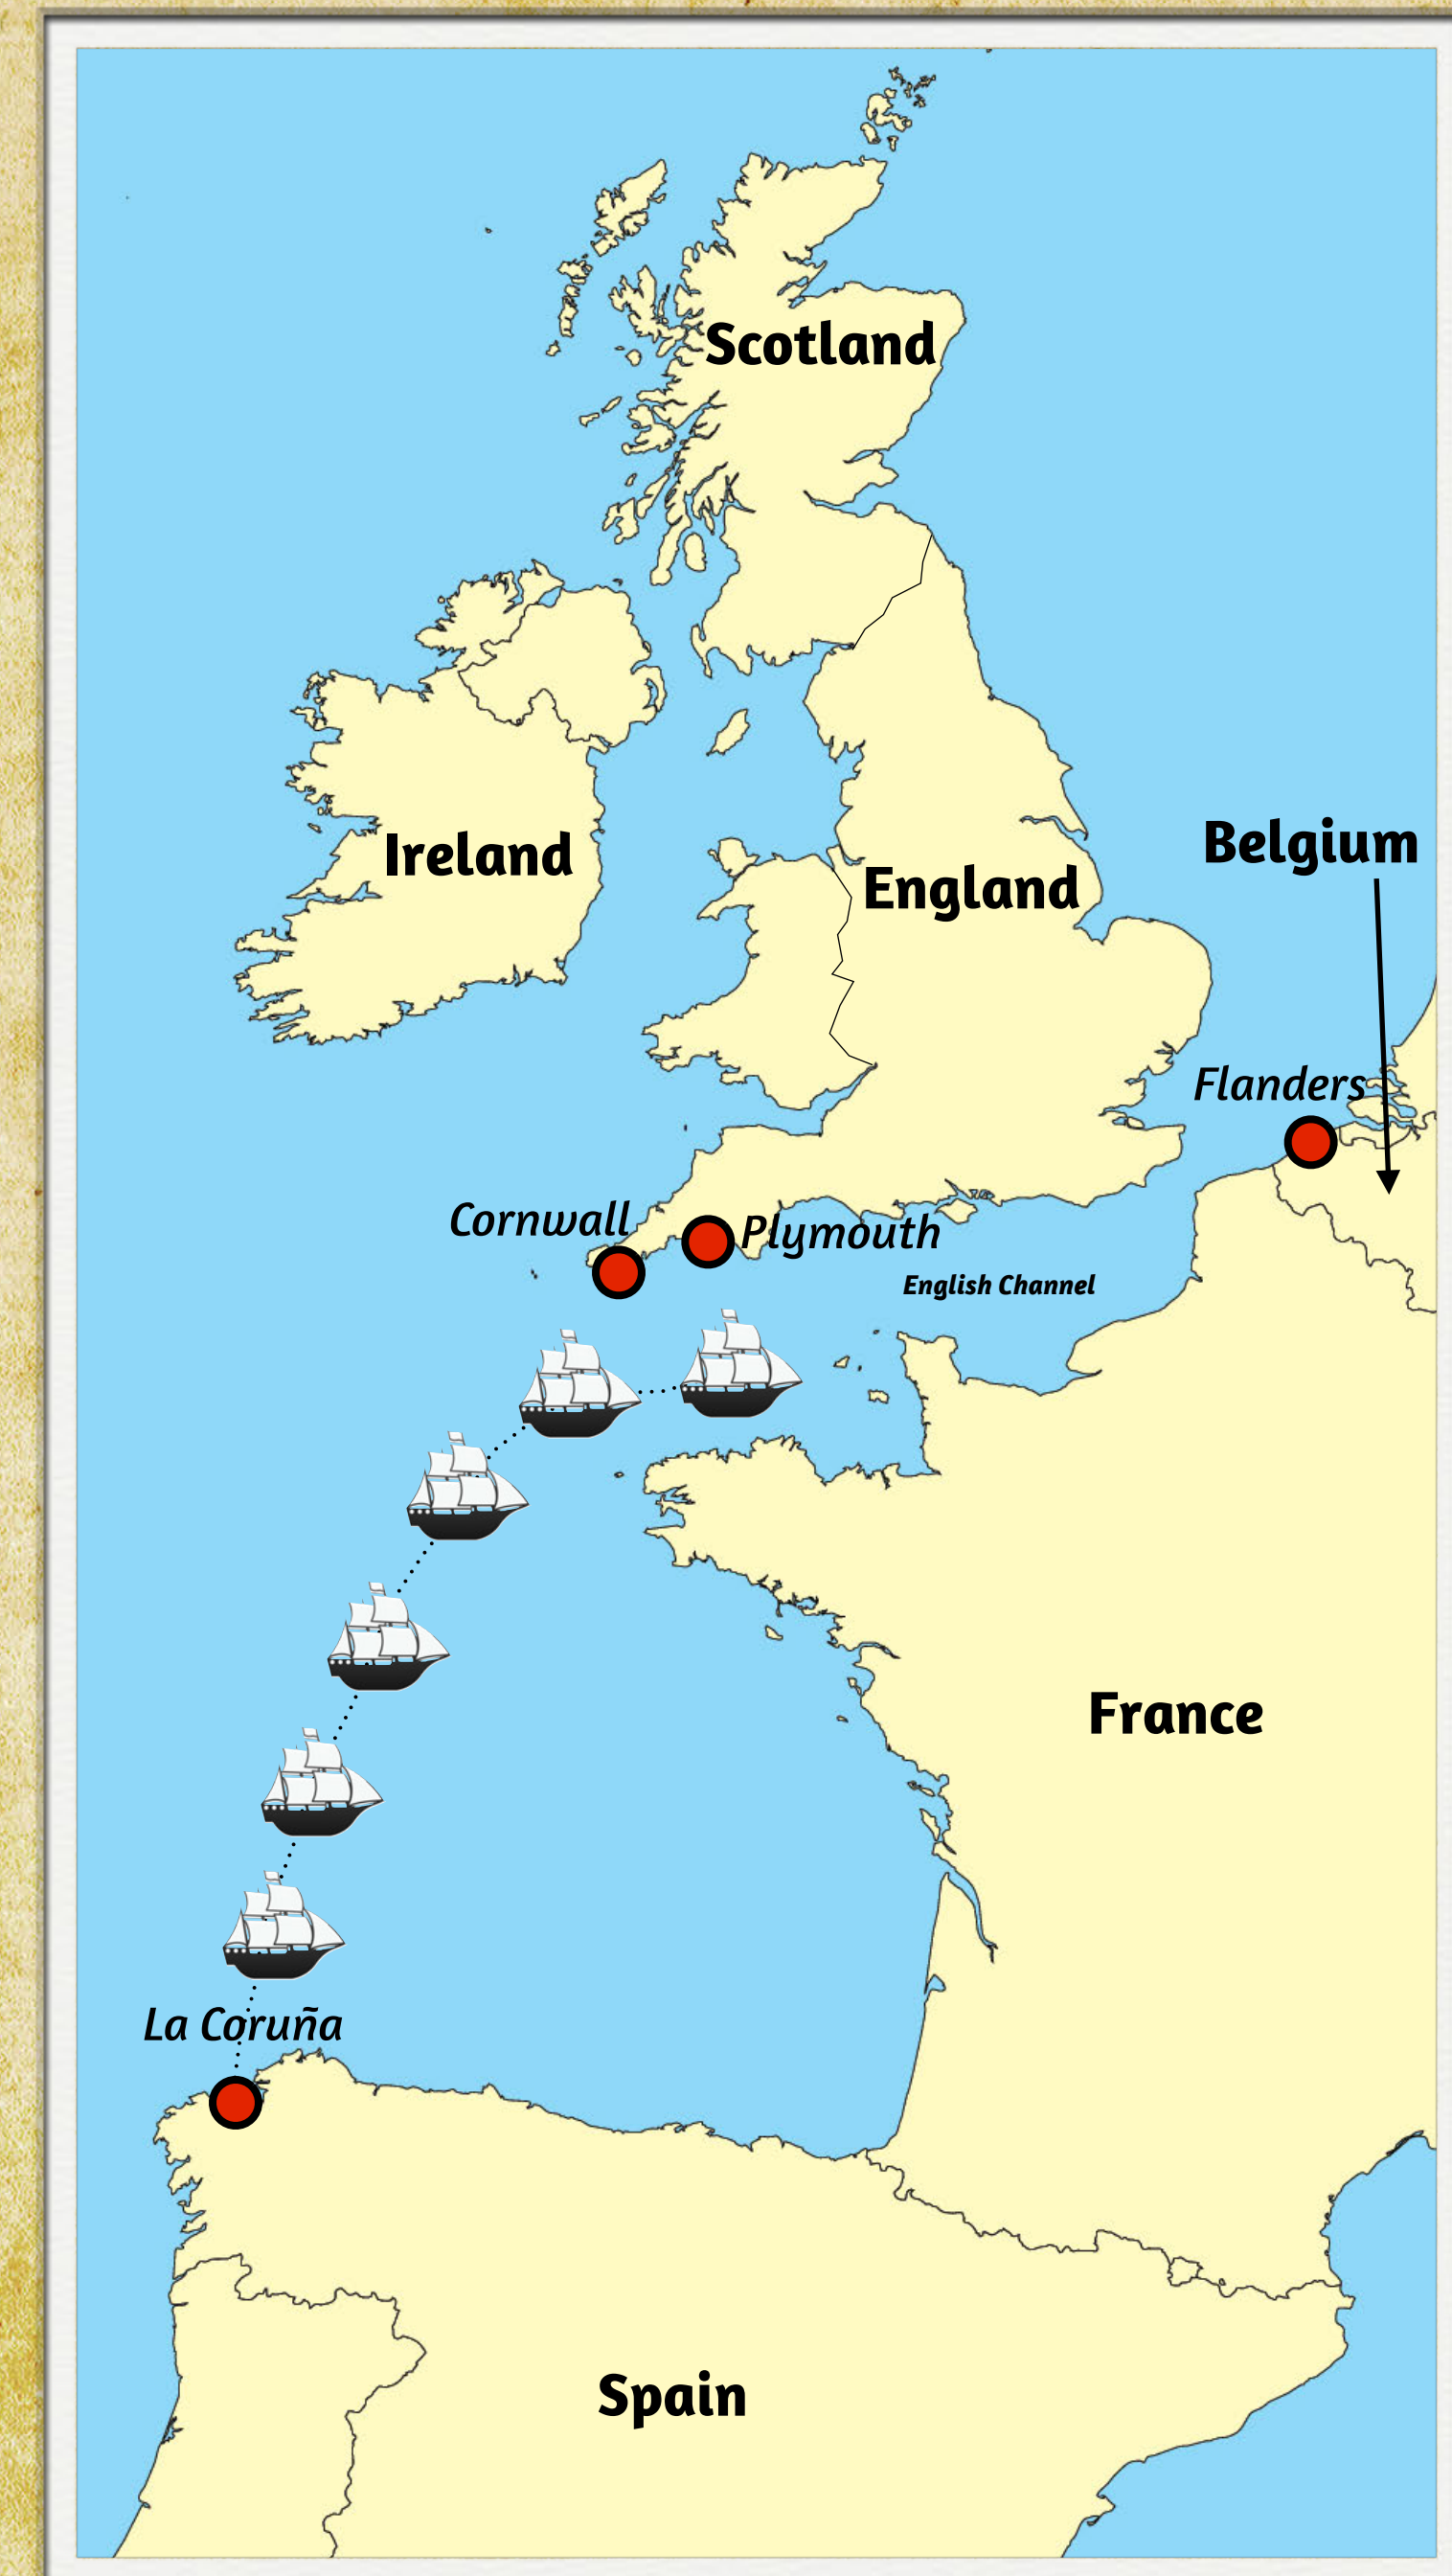 Scotland
Ireland
England
Belgium
Flanders
Cornwall
Plymouth
English Channel
France
La Coruña
Spain